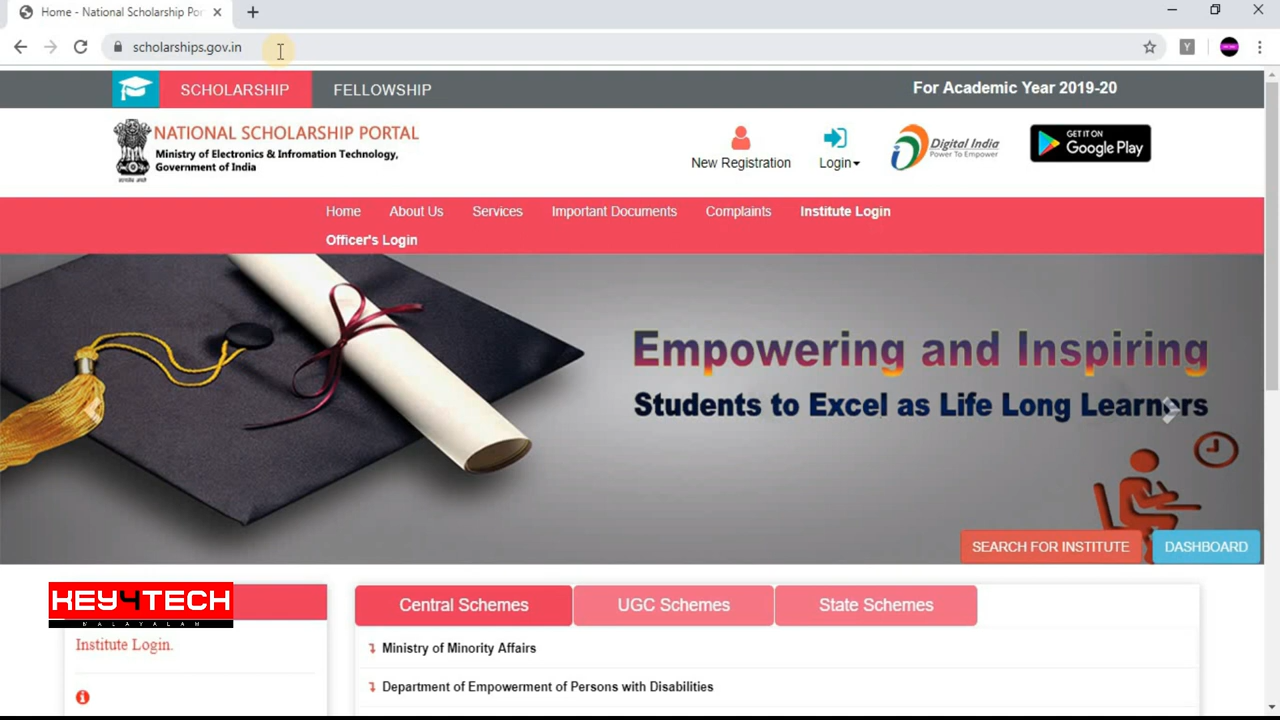 Home - National Scholarship Por
scholarships.gov.in
Y
SCHOLARSHIP
FELLOWSHIP
For Academic Year 2019-20
NATIONAL SCHOLARSHIP PORTAL
Ministry of Electronics & Infromation Technology,
Government of India
New Registration
Login
Digital India
Power To Empower
GET IT ON
Google Play
Home
About Us
Services
Important Documents
Complaints
Institute Login
Officer's Login
Empowering and Inspiring
Students to Excel as Life Long Learners
SEARCH FOR INSTITUTE
DASHBOARD
KEY4TECH
MALAYALAM
Institute Login.
Central Schemes
UGC Schemes
State Schemes
Ministry of Minority Affairs
Department of Empowerment of Persons with Disabilities